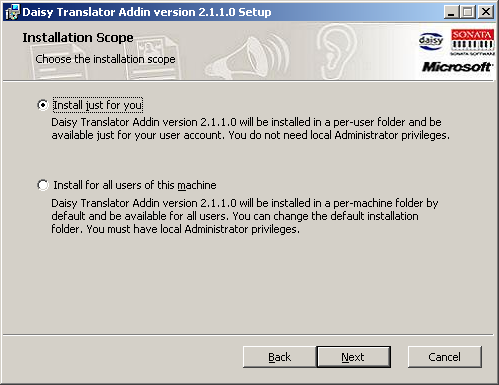 Daisy Translator Addin version 2.1.1.0 Setup
Installation Scope
Choose the installation scope
daisy
SONATA
SONATA SOFTWARE
Microsoft
Install just for you
Daisy Translator Addin version 2.1.1.0 will be installed in a per-user folder and be
available just for your user account. You do not need local Administrator privileges.
Install for all users of this machine
Daisy Translator Addin version 2.1.1.0 will be installed in a per-machine folder by
default and be available for all users. You can change the default installation
folder. You must have local Administrator privileges.
Back
Next
Cancel